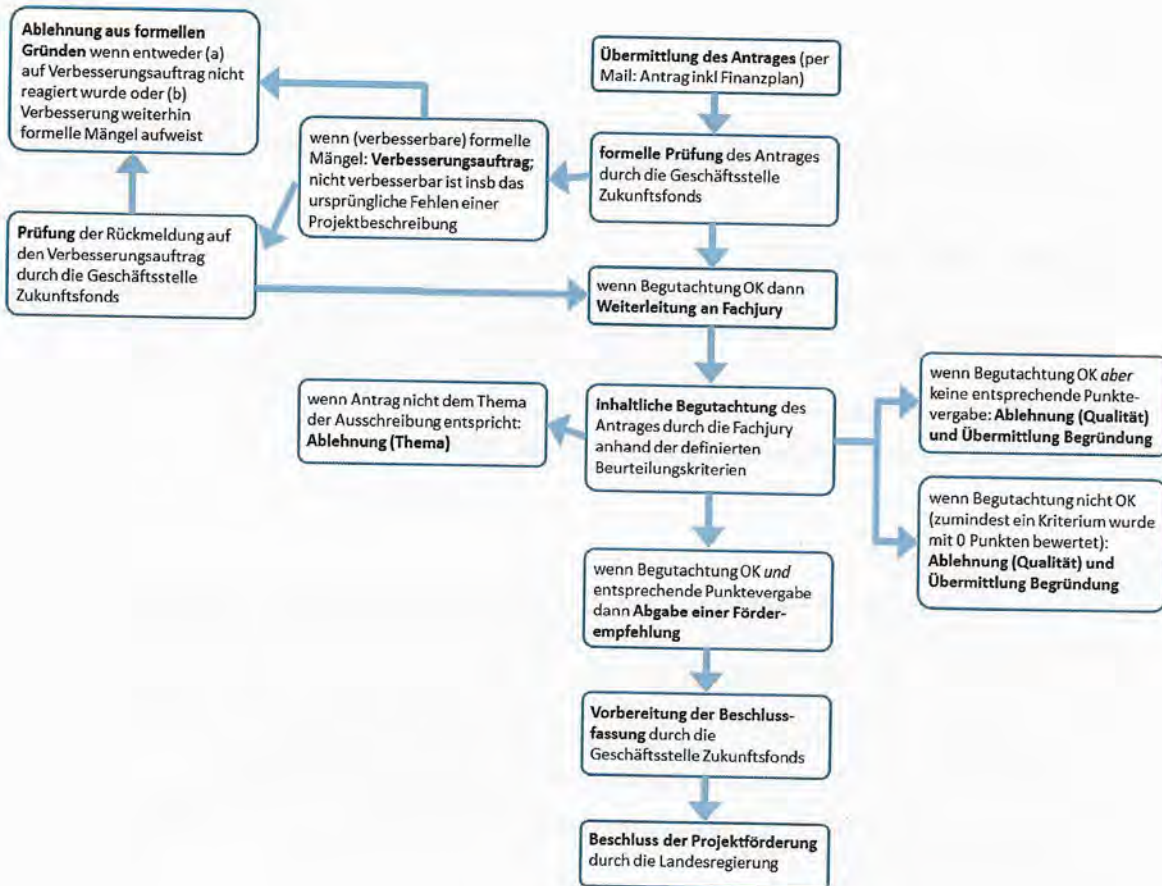 Ablehnung aus formellen
Gründen wenn entweder (a)
auf Verbesserungsauftrag nicht
reagiert wurde oder (b)
Verbesserung weiterhin
formelle Mängel aufweist
Übermittlung des Antrages (per
Mail: Antrag inkl Finanzplan)
wenn (verbesserbare) formelle
Mängel: Verbesserungsauftrag;
nicht verbesserbar ist insb das
ursprüngliche Fehlen einer
Projektbeschreibung
formelle Prüfung des Antrages
durch die Geschäftsstelle
Zukunftsfonds
Prüfung der Rückmeldung auf
den Verbesserungsauftrag
durch die Geschäftsstelle
Zukunftsfonds
wenn Begutachtung OK dann
Weiterleitung an Fachjury
wenn Antrag nicht dem Thema
der Ausschreibung entspricht:
Ablehnung (Thema)
inhaltliche Begutachtung des
Antrages durch die Fachjury
anhand der definierten
Beurteilungskriterien
wenn Begutachtung OK aber
keine entsprechende Punkte-
vergabe: Ablehnung (Qualität)
und Übermittlung Begründung
wenn Begutachtung nicht OK
(zumindest ein Kriterium wurde
mit 0 Punkten bewertet):
Ablehnung (Qualität) und
Übermittlung Begründung
wenn Begutachtung OK und
entsprechende Punktevergabe
dann Abgabe einer Förder-
empfehlung
Vorbereitung der Beschluss-
fassung durch die
Geschäftsstelle Zukunftsfonds
Beschluss der Projektförderung
durch die Landesregierung